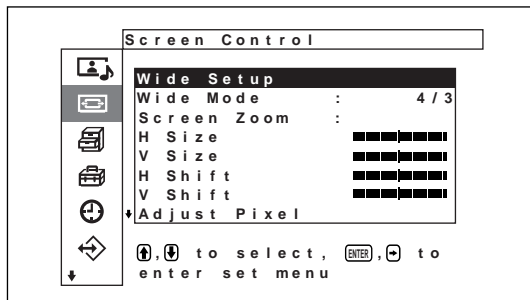 Screen Control
Wide Setup
Wide Mode : 4/3
Screen Zoom :
H Size
V Size
H Shift
V Shift
Adjust Pixel
, to select, ENTER, to
enter set menu